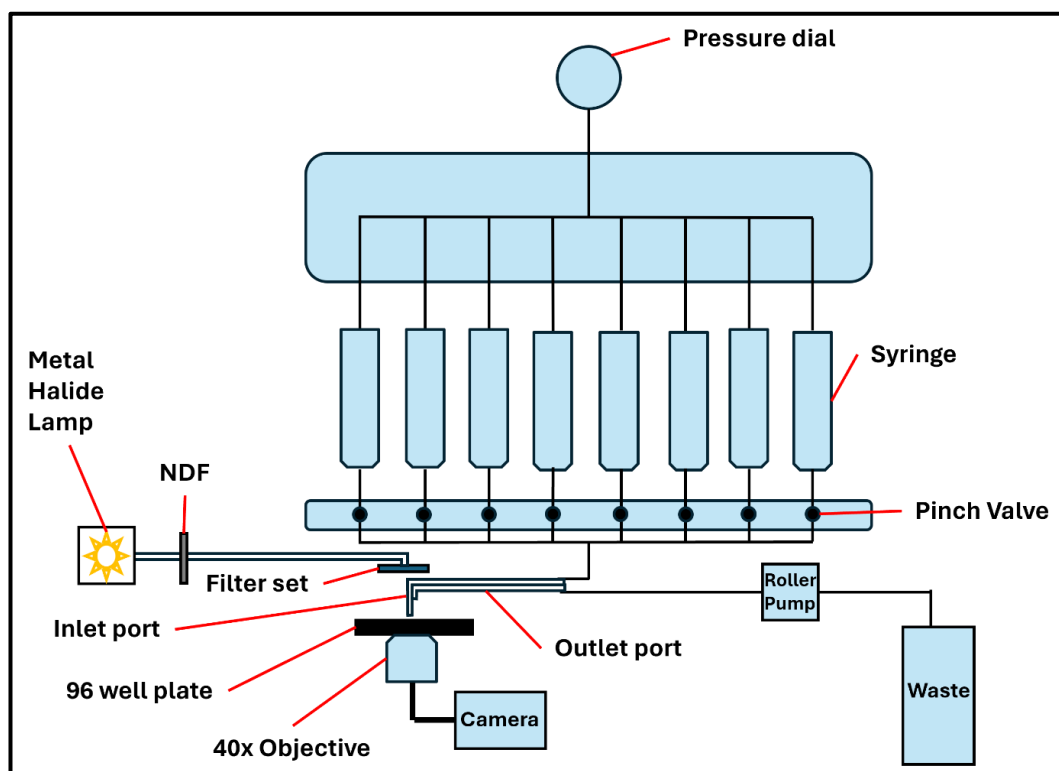 Pressure dial
Syringe
Metal
Halide
Lamp
NDF
Pinch Valve
Filter set
Roller
Pump
Inlet port
Outlet port
96 well plate
Waste
Camera
40x Objective